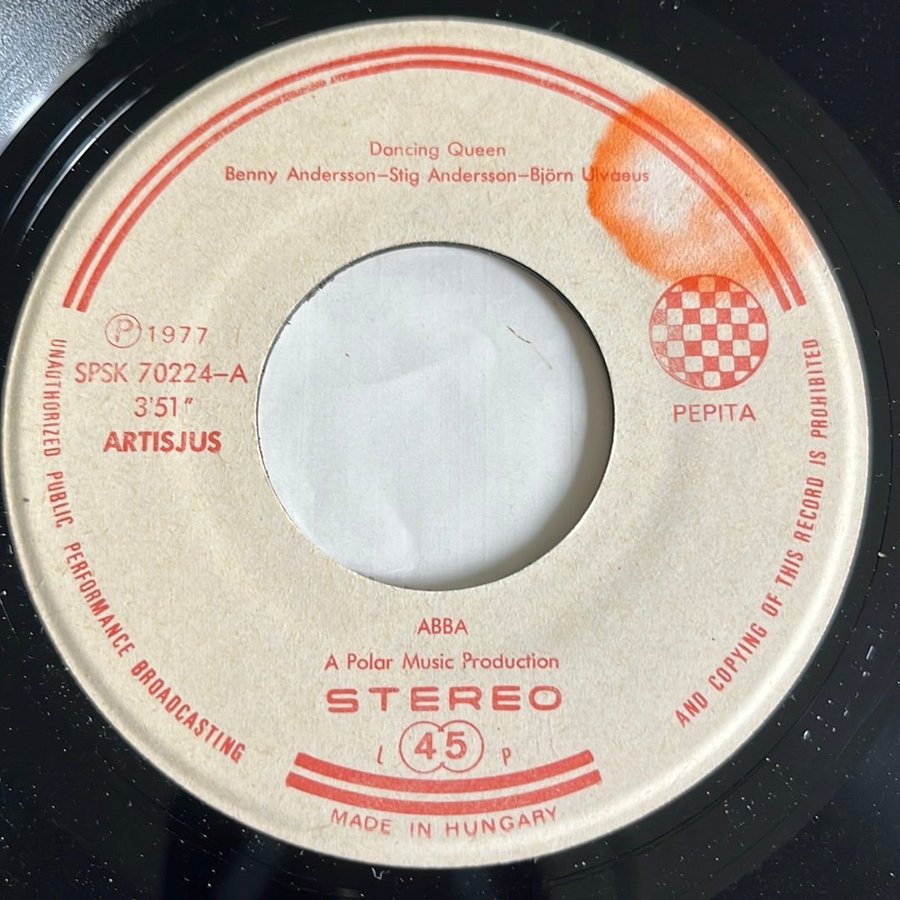 Dancing Queen
Benny Andersson–Stig Andersson–Björn Ulvaeus
Ⓟ 1977
SPSK 70224–A
3'51"
ARTISJUS
PEPITA
UNAUTHORIZED PUBLIC PERFORMANCE BROADCASTING
AND COPYING OF THIS RECORD IS PROHIBITED
ABBA
A Polar Music Production
STEREO
L 45 P
MADE IN HUNGARY